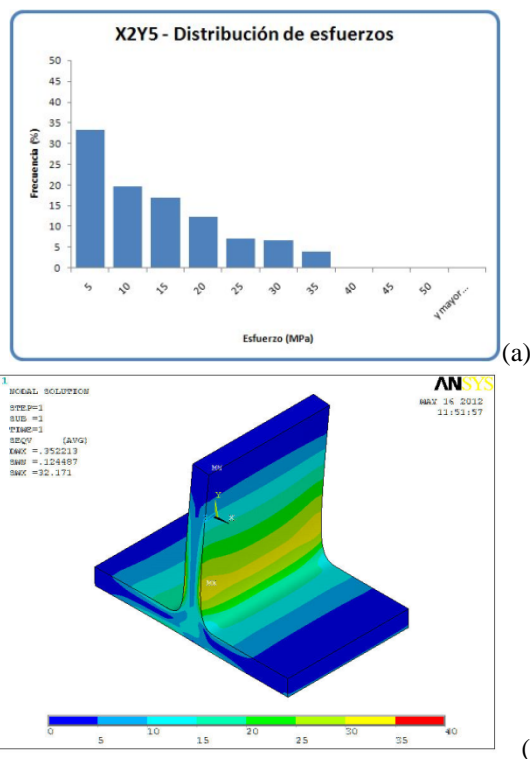 X2Y5 - Distribución de esfuerzos
Frecuencia (%)
50
45
40
35
30
25
20
15
10
5
0
5 10 15 20 25 30 35 40 45 50 y mayor...
Esfuerzo (MPa)
(a)
1
NODAL SOLUTION
STEP=1
SUB =1
TIME=1
SEQV (AVG)
DMX =.352213
SMN =.124487
SMX =32.171
ANSYS
MAY 16 2012
11:51:57
MN
Y
X
MX
0 5 10 15 20 25 30 35 40
(